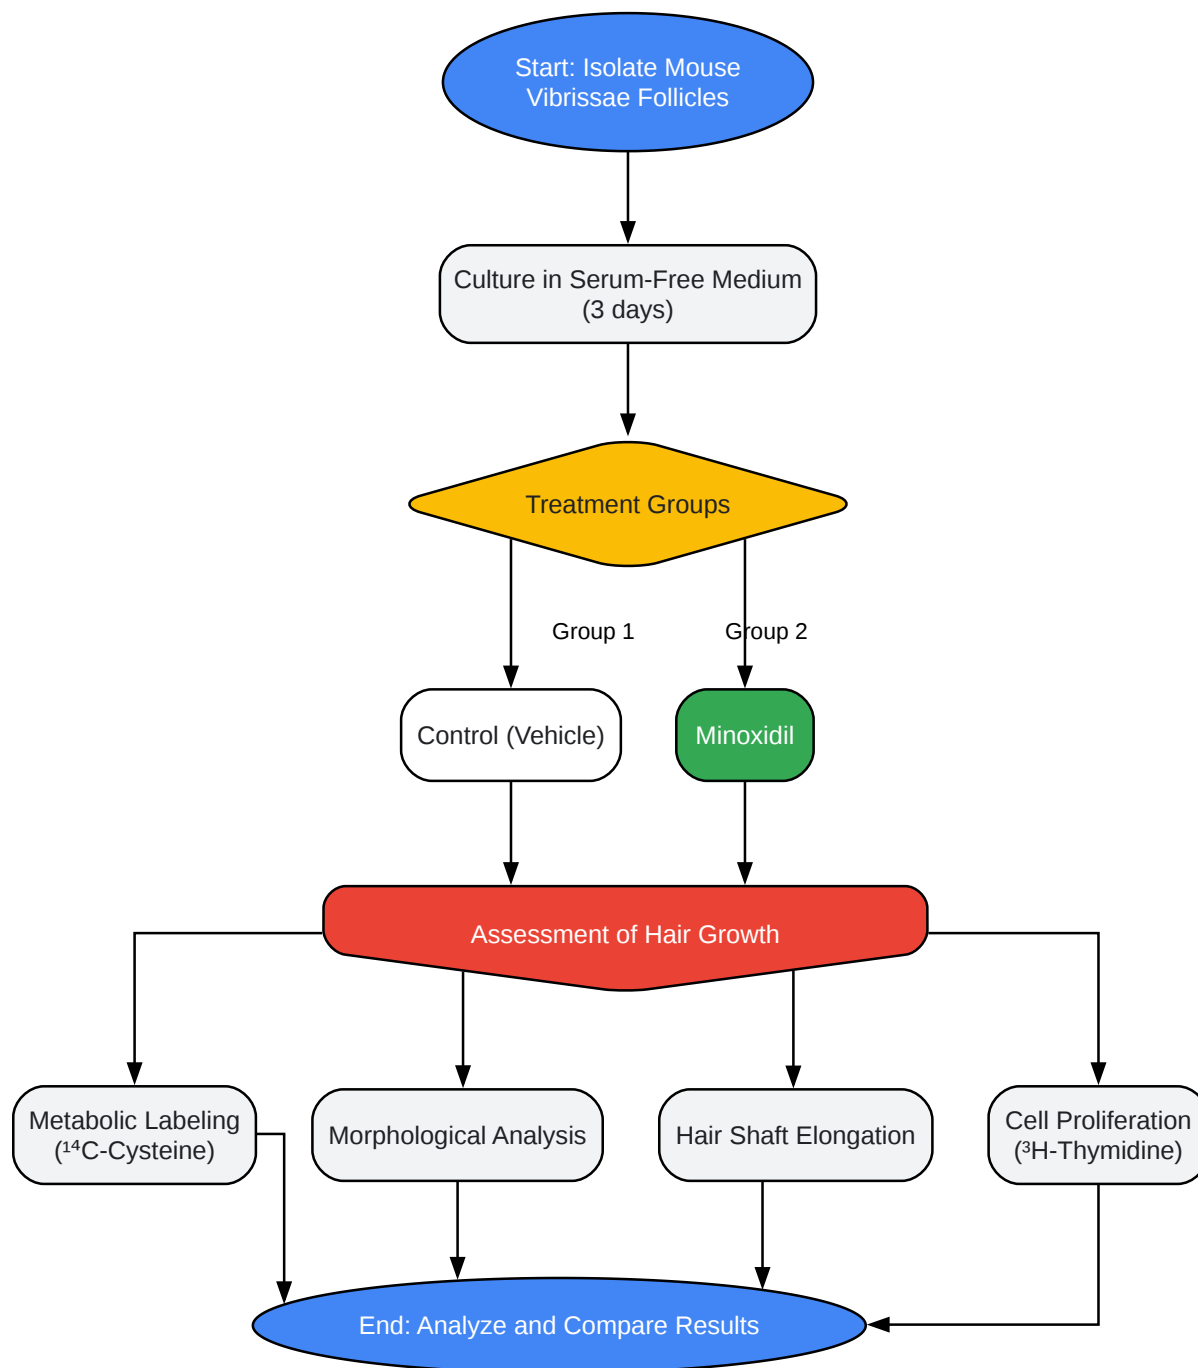 Start: Isolate Mouse
Vibrissae Follicles
Culture in Serum-Free Medium
(3 days)
Treatment Groups
Group 1
Group 2
Control (Vehicle)
Minoxidil
Assessment of Hair Growth
Metabolic Labeling
(¹⁴C-Cysteine)
Morphological Analysis
Hair Shaft Elongation
Cell Proliferation
(³H-Thymidine)
End: Analyze and Compare Results